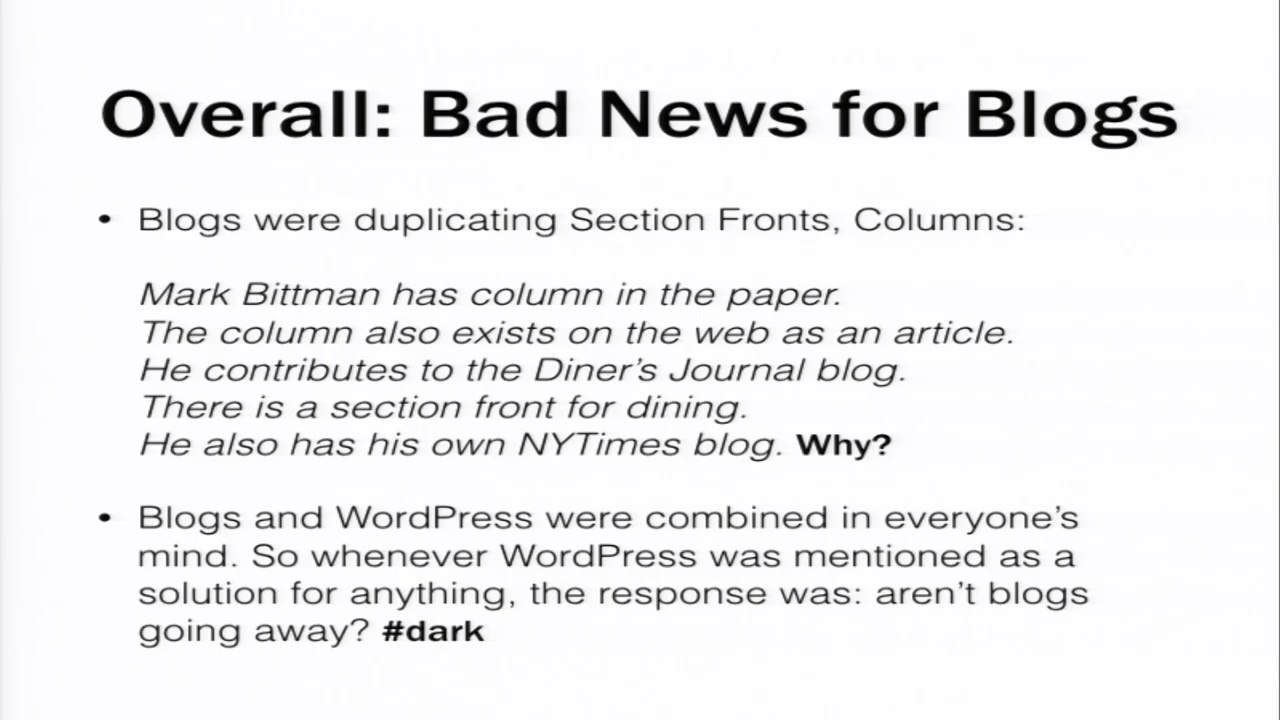 Overall: Bad News for Blogs
• Blogs were duplicating Section Fronts, Columns:
Mark Bittman has column in the paper.
The column also exists on the web as an article.
He contributes to the Diner’s Journal blog.
There is a section front for dining.
He also has his own NYTimes blog. Why?
• Blogs and WordPress were combined in everyone’s
mind. So whenever WordPress was mentioned as a
solution for anything, the response was: aren’t blogs
going away? #dark